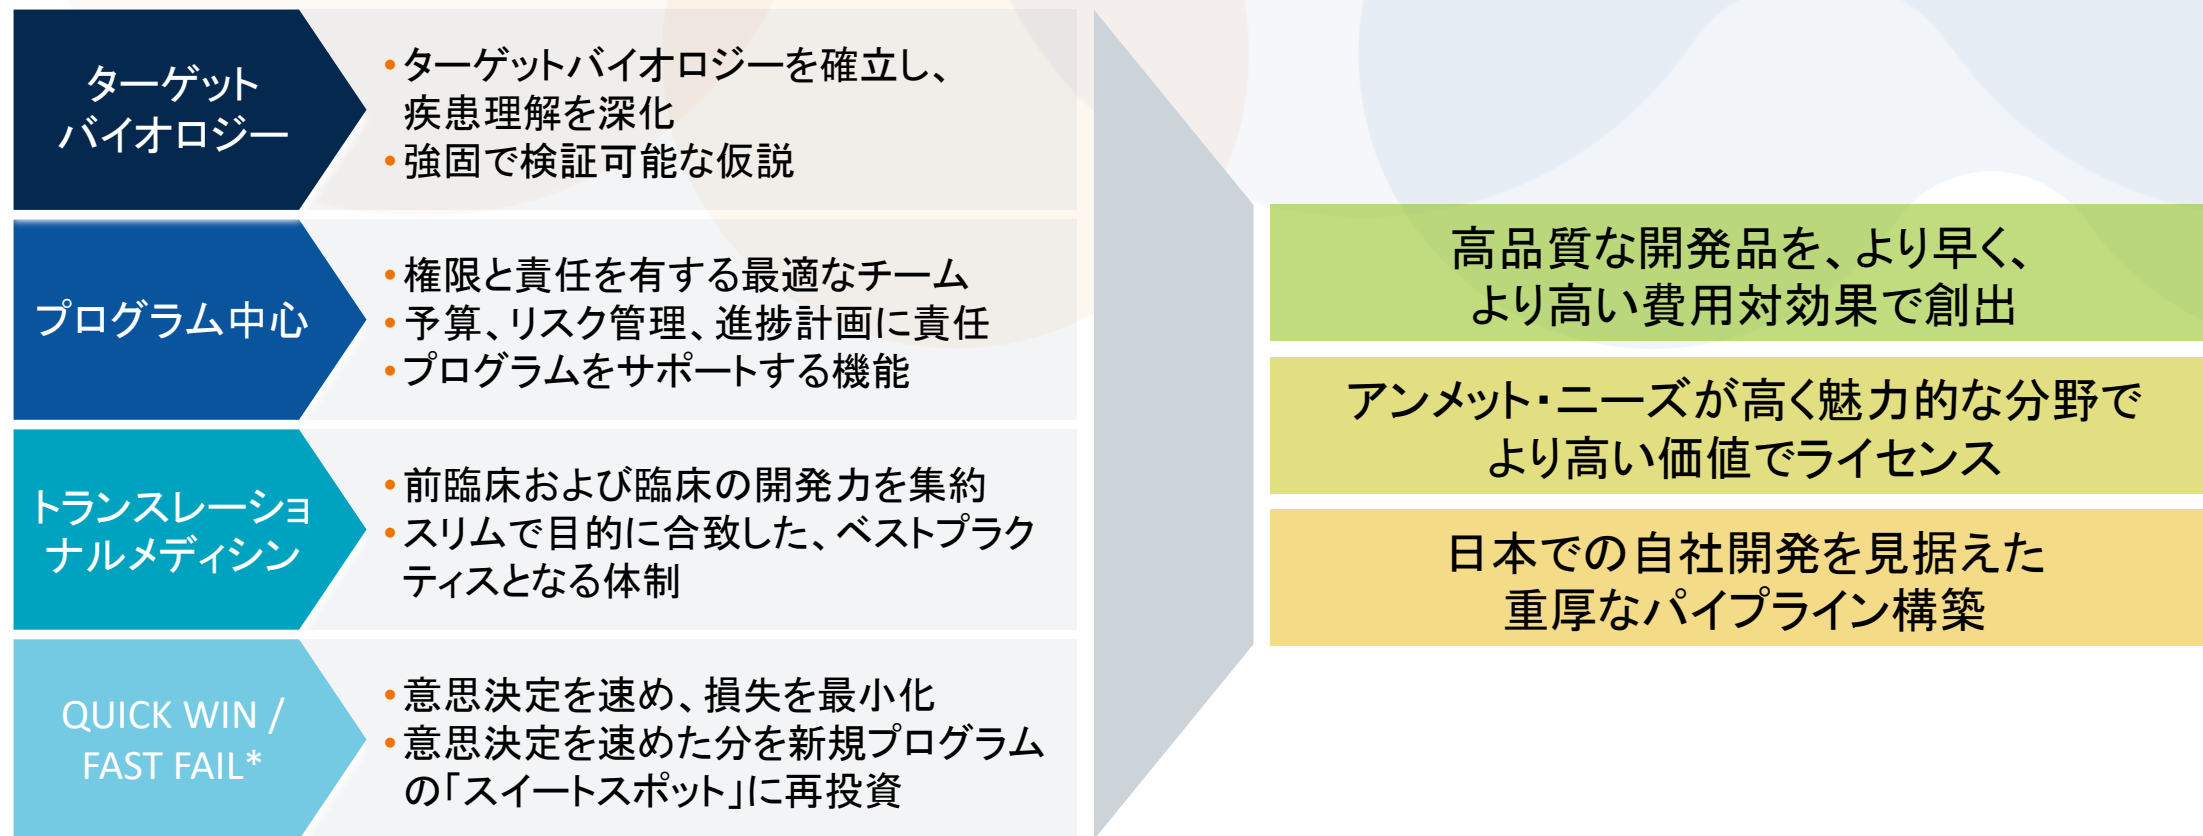 ターゲット
バイオロジー
•ターゲットバイオロジーを確立し、
疾患理解を深化
•強固で検証可能な仮説
プログラム中心
•権限と責任を有する最適なチーム
•予算、リスク管理、進捗計画に責任
•プログラムをサポートする機能
トランスレーショ
ナルメディシン
•前臨床および臨床の開発力を集約
•スリムで目的に合致した、ベストプラク
ティスとなる体制
QUICK WIN /
FAST FAIL*
•意思決定を速め、損失を最小化
•意思決定を速めた分を新規プログラム
の「スイートスポット」に再投資
高品質な開発品を、より早く、
より高い費用対効果で創出
アンメット・ニーズが高く魅力的な分野で
より高い価値でライセンス
日本での自社開発を見据えた
重厚なパイプライン構築